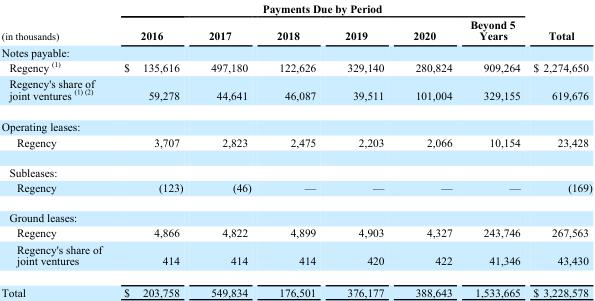 Payments Due by Period
(in thousands) 2016 2017 2018 2019 2020 Beyond 5 Years Total
Notes payable:
Regency (1) $ 135,616 497,180 122,626 329,140 280,824 909,264 $ 2,274,650
Regency's share of
joint ventures (1) (2) 59,278 44,641 46,087 39,511 101,004 329,155 619,676
Operating leases:
Regency 3,707 2,823 2,475 2,203 2,066 10,154 23,428
Subleases:
Regency (123) (46) — — — — (169)
Ground leases:
Regency 4,866 4,822 4,899 4,903 4,327 243,746 267,563
Regency's share of
joint ventures 414 414 414 420 422 41,346 43,430
Total $ 203,758 549,834 176,501 376,177 388,643 1,533,665 $ 3,228,578